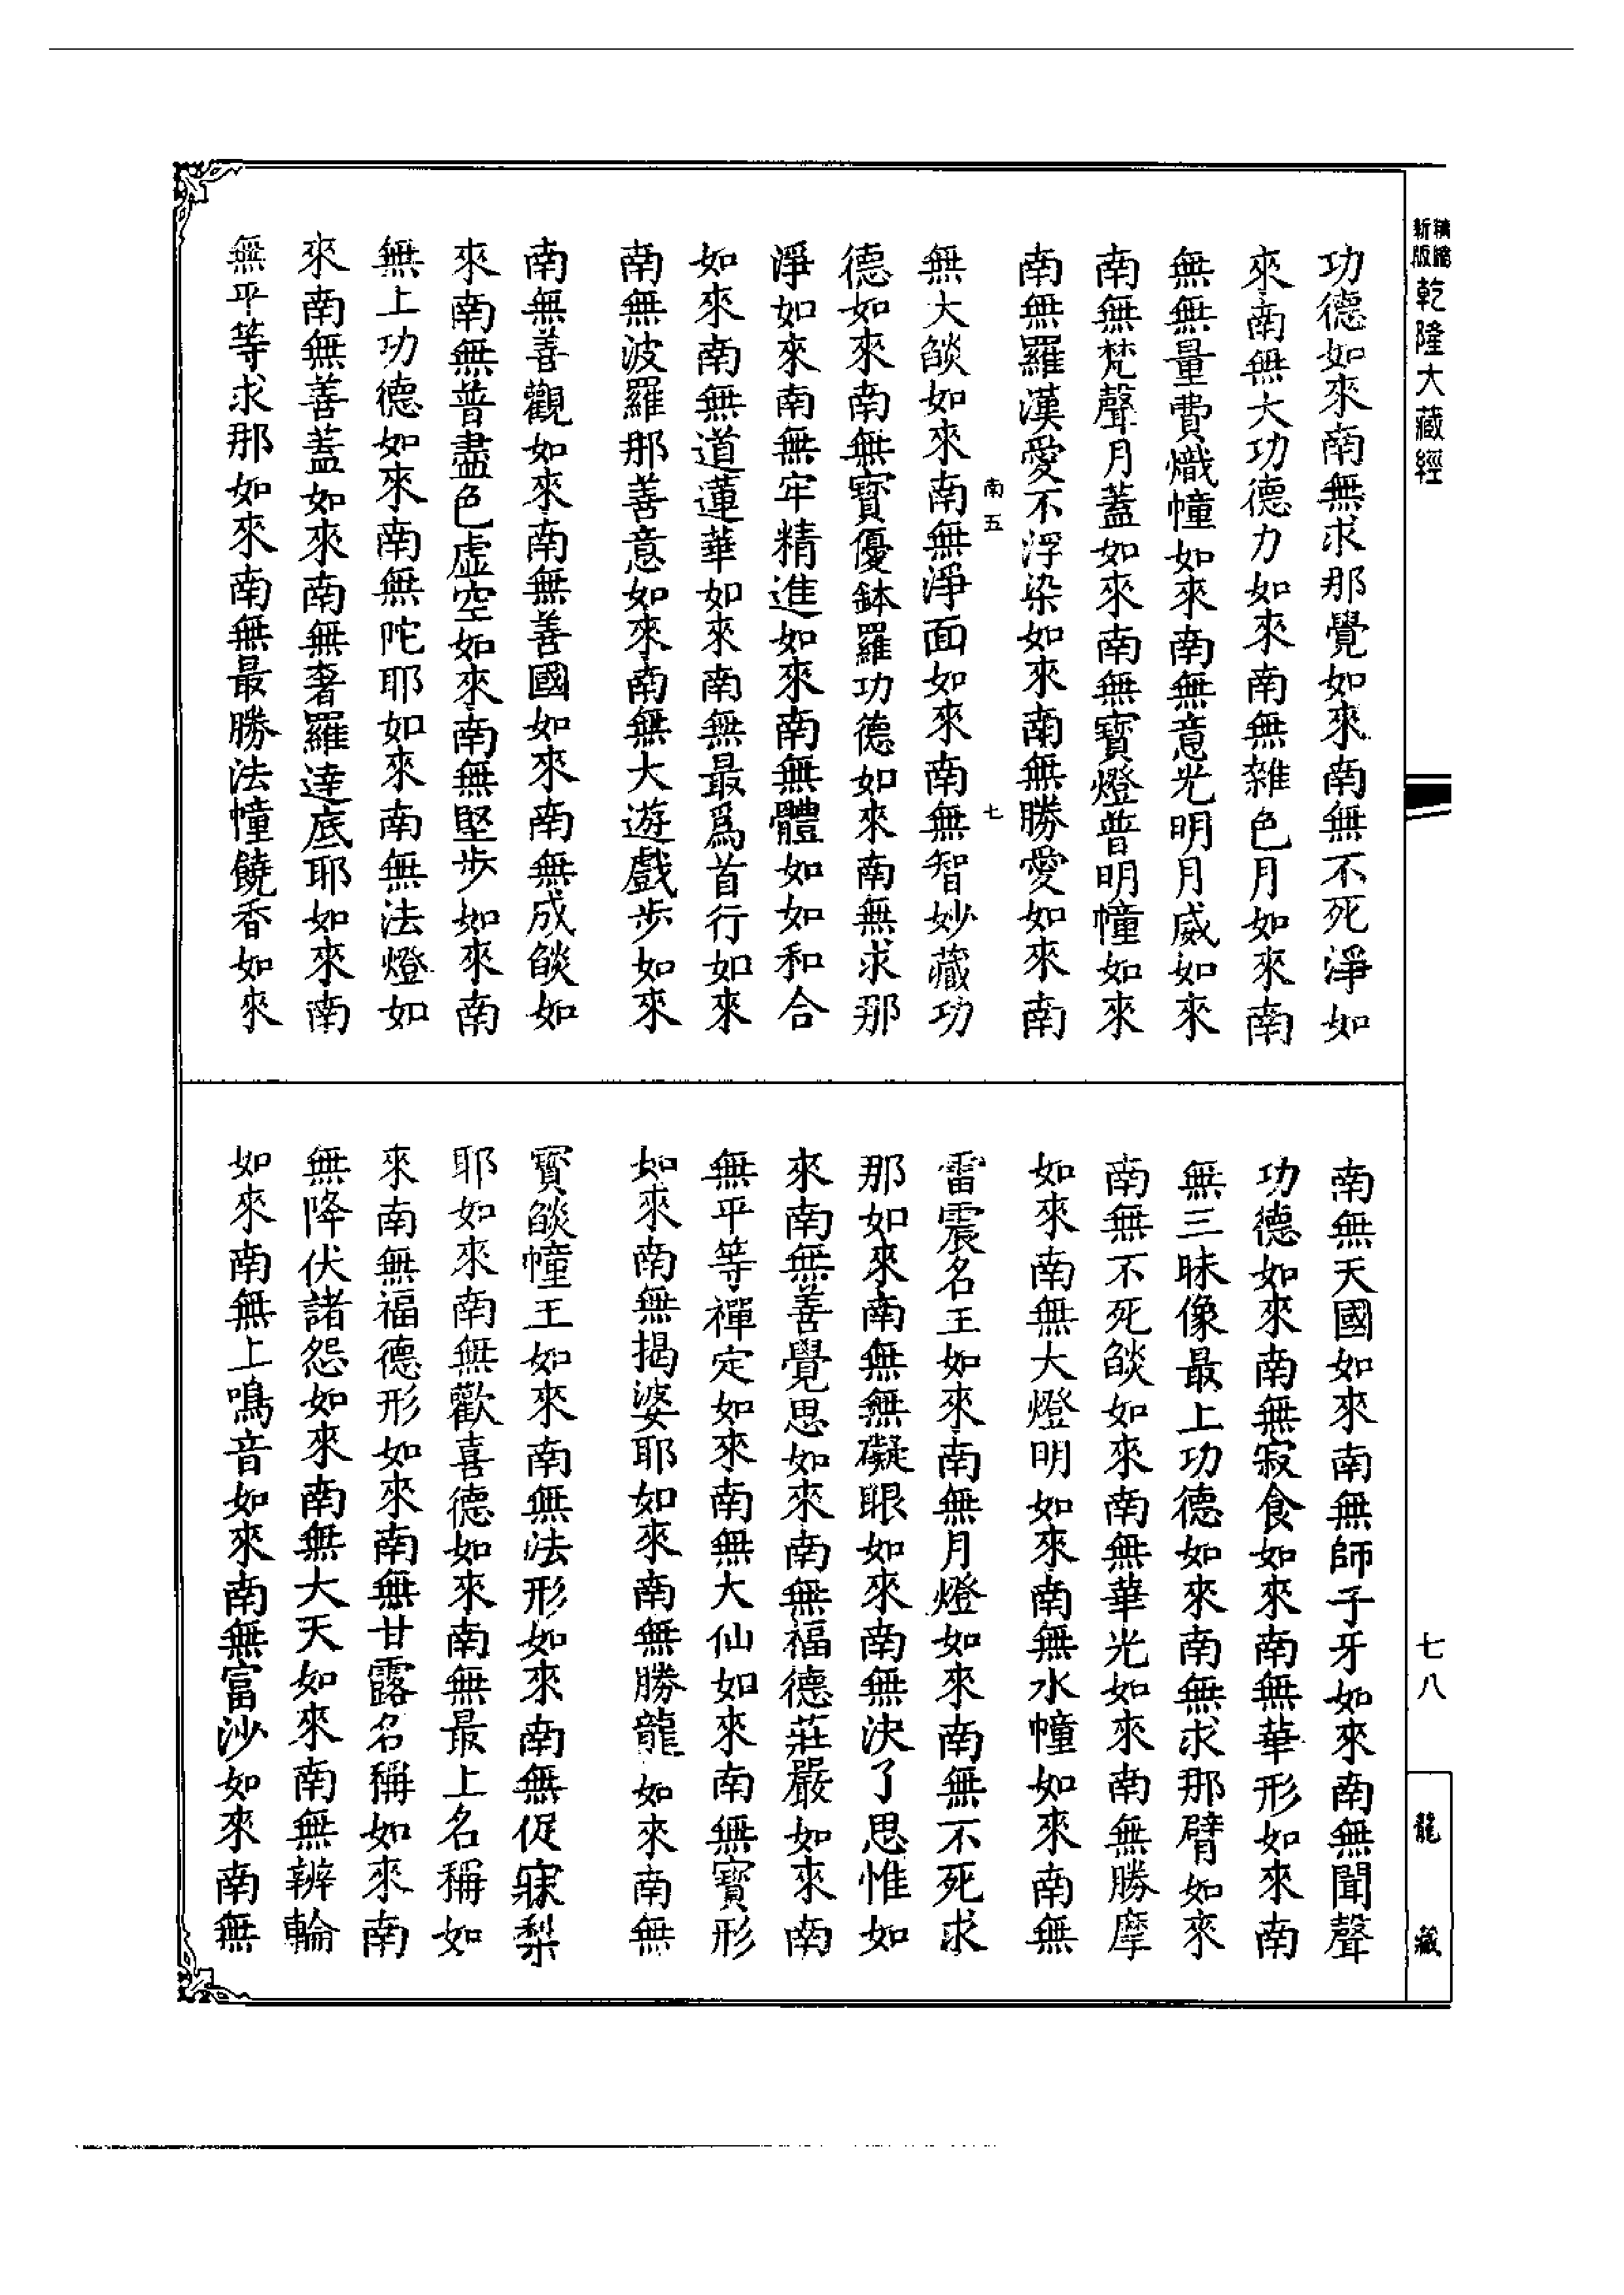 新版精縮乾隆大藏經
功德如來南無求那覺如來南無不死淨如
來南無大功德力如來南無雜色月如來南
無無量費熾幢如來南無意光明月威如來
南無梵聲月蓋如來南無寶燈普明幢如來
南無羅漢愛不浮染如來南無勝愛如來南
南五
七
無大燄如來南無淨面如來南無智妙藏功
德如來南無寶優鉢羅功德如來南無求那
淨如來南無牢精進如來南無體如如和合
如來南無道蓮華如來南無最爲首行如來
南無波羅那善意如來南無大遊戲步如來
南無善觀如來南無善國如來南無成燄如
來南無普盡色虛空如來南無堅步如來南
無上功德如來南無陀耶如來南無法燈如
來南無善蓋如來南無奢羅達底耶如來南
無平等求那如來南無最勝法幢饒香如來
南無天國如來南無師子牙如來南無聞聲
功德如來南無寂食如來南無華形如來南
無三昧像最上功德如來南無求那臂如來
南無不死燄如來南無華光如來南無勝摩
如來南無大燈明如來南無水幢如來南無
雷震名王如來南無月燈如來南無不死求
那如來南無無礙眼如來南無決了思惟如
來南無善覺思如來南無福德莊嚴如來南
無平等禪定如來南無大仙如來南無寶形
如來南無揭婆耶如來南無勝龍如來南無
寶燄幢王如來南無法形如來南無促寐梨
耶如來南無歡喜德如來南無最上名稱如
來南無福德形如來南無甘露名稱如來南
無降伏諸怨如來南無大天如來南無辨輪
如來南無上鳴音如來南無富沙如來南無
七八
龍藏